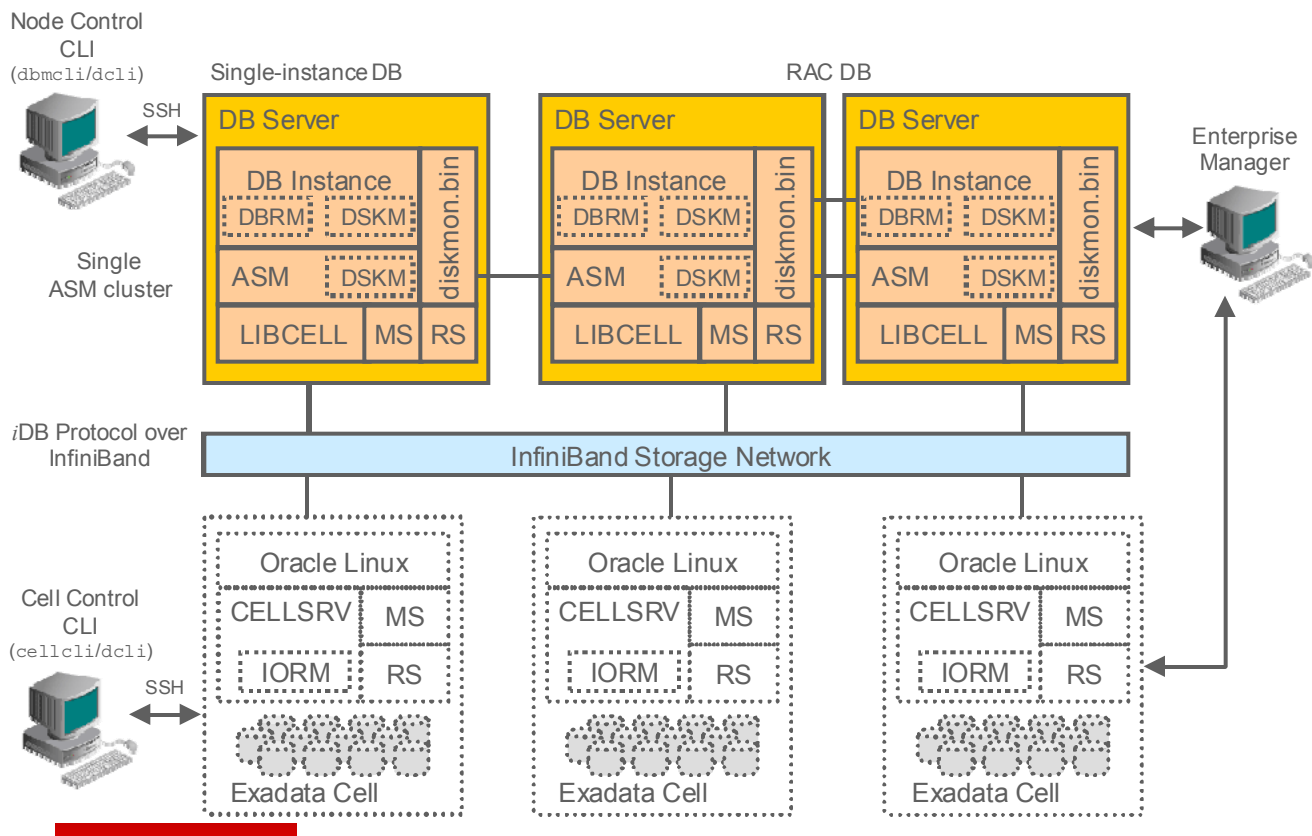 Node Control
CLI
(dbmcli/dcli)
SSH
Single-instance DB
RAC DB
DB Server
DB Instance
DBRM
DSKM
diskmon.bin
ASM
DSKM
LIBCELL
MS
RS
DB Server
DB Instance
DBRM
DSKM
diskmon.bin
ASM
DSKM
LIBCELL
MS
RS
DB Server
DB Instance
DBRM
DSKM
diskmon.bin
ASM
DSKM
LIBCELL
MS
RS
Enterprise
Manager
Single
ASM cluster
iDB Protocol over
InfiniBand
InfiniBand Storage Network
Cell Control
CLI
(cellcli/dcli)
SSH
Oracle Linux
CELLSRV
MS
IORM
RS
Exadata Cell
Oracle Linux
CELLSRV
MS
IORM
RS
Exadata Cell
Oracle Linux
CELLSRV
MS
IORM
RS
Exadata Cell